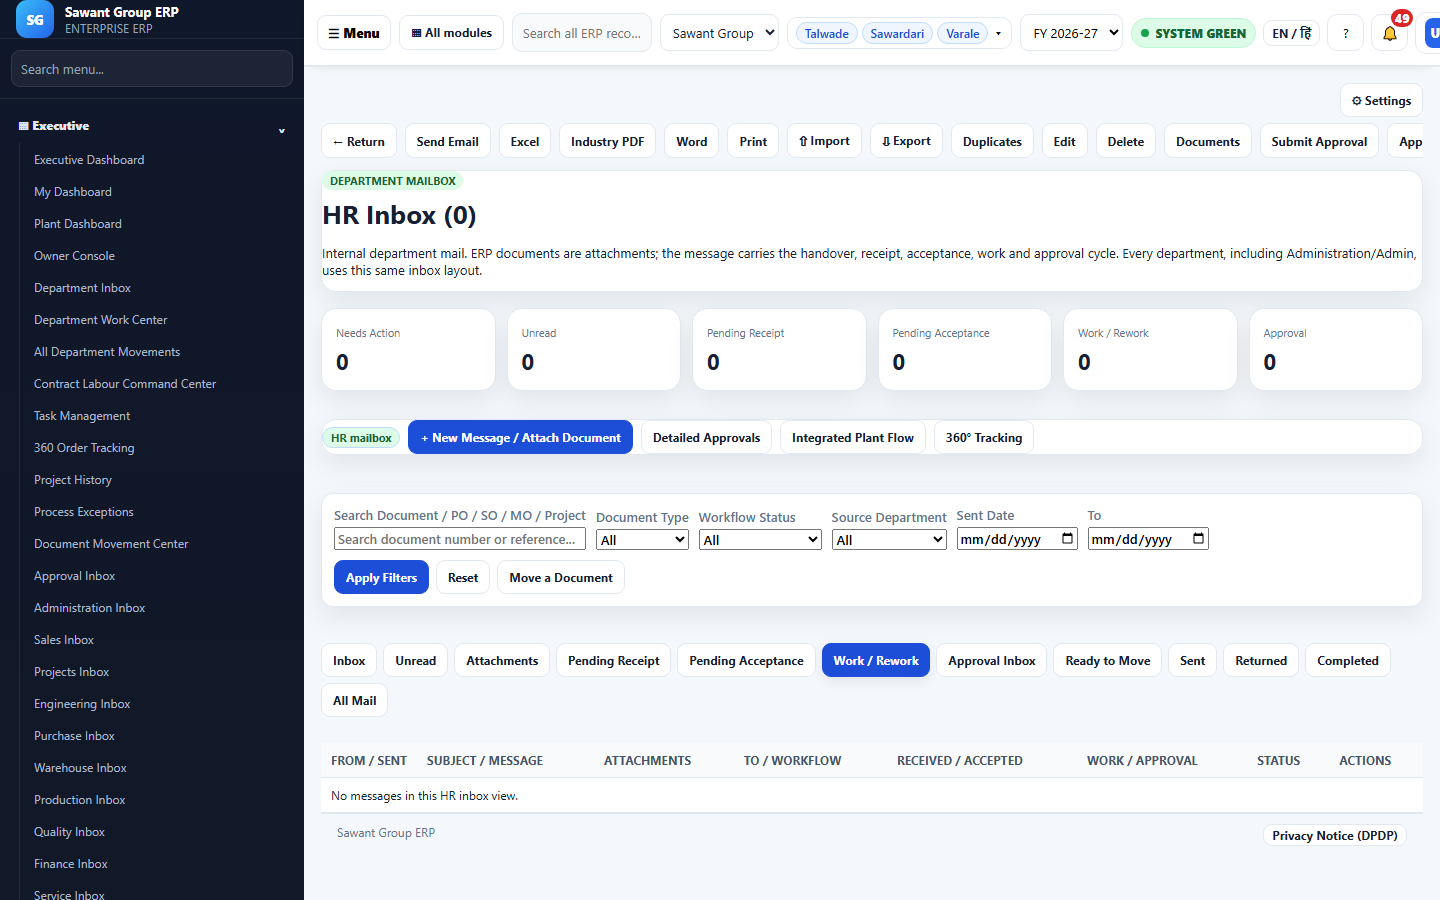 SG
Sawant Group ERP
ENTERPRISE ERP
Search menu...
Executive
Executive Dashboard
My Dashboard
Plant Dashboard
Owner Console
Department Inbox
Department Work Center
All Department Movements
Contract Labour Command Center
Task Management
360 Order Tracking
Project History
Process Exceptions
Document Movement Center
Approval Inbox
Administration Inbox
Sales Inbox
Projects Inbox
Engineering Inbox
Purchase Inbox
Warehouse Inbox
Production Inbox
Quality Inbox
Finance Inbox
Service Inbox
☰ Menu
All modules
Search all ERP reco...
Sawant Group
Talwade
Sawardari
Varale
FY 2026-27
SYSTEM GREEN
EN / हिं
?
49
U
⚙ Settings
← Return
Send Email
Excel
Industry PDF
Word
Print
⇧ Import
⇩ Export
Duplicates
Edit
Delete
Documents
Submit Approval
App
DEPARTMENT MAILBOX
HR Inbox (0)
Internal department mail. ERP documents are attachments; the message carries the handover, receipt, acceptance, work and approval cycle. Every department, including Administration/Admin,
uses this same inbox layout.
Needs Action
0
Unread
0
Pending Receipt
0
Pending Acceptance
0
Work / Rework
0
Approval
0
HR mailbox
+ New Message / Attach Document
Detailed Approvals
Integrated Plant Flow
360° Tracking
Search Document / PO / SO / MO / Project
Search document number or reference...
Document Type
All
Workflow Status
All
Source Department
All
Sent Date
mm/dd/yyyy
To
mm/dd/yyyy
Apply Filters
Reset
Move a Document
Inbox
Unread
Attachments
Pending Receipt
Pending Acceptance
Work / Rework
Approval Inbox
Ready to Move
Sent
Returned
Completed
All Mail
FROM / SENT
SUBJECT / MESSAGE
ATTACHMENTS
TO / WORKFLOW
RECEIVED / ACCEPTED
WORK / APPROVAL
STATUS
ACTIONS
No messages in this HR inbox view.
Sawant Group ERP
Privacy Notice (DPDP)